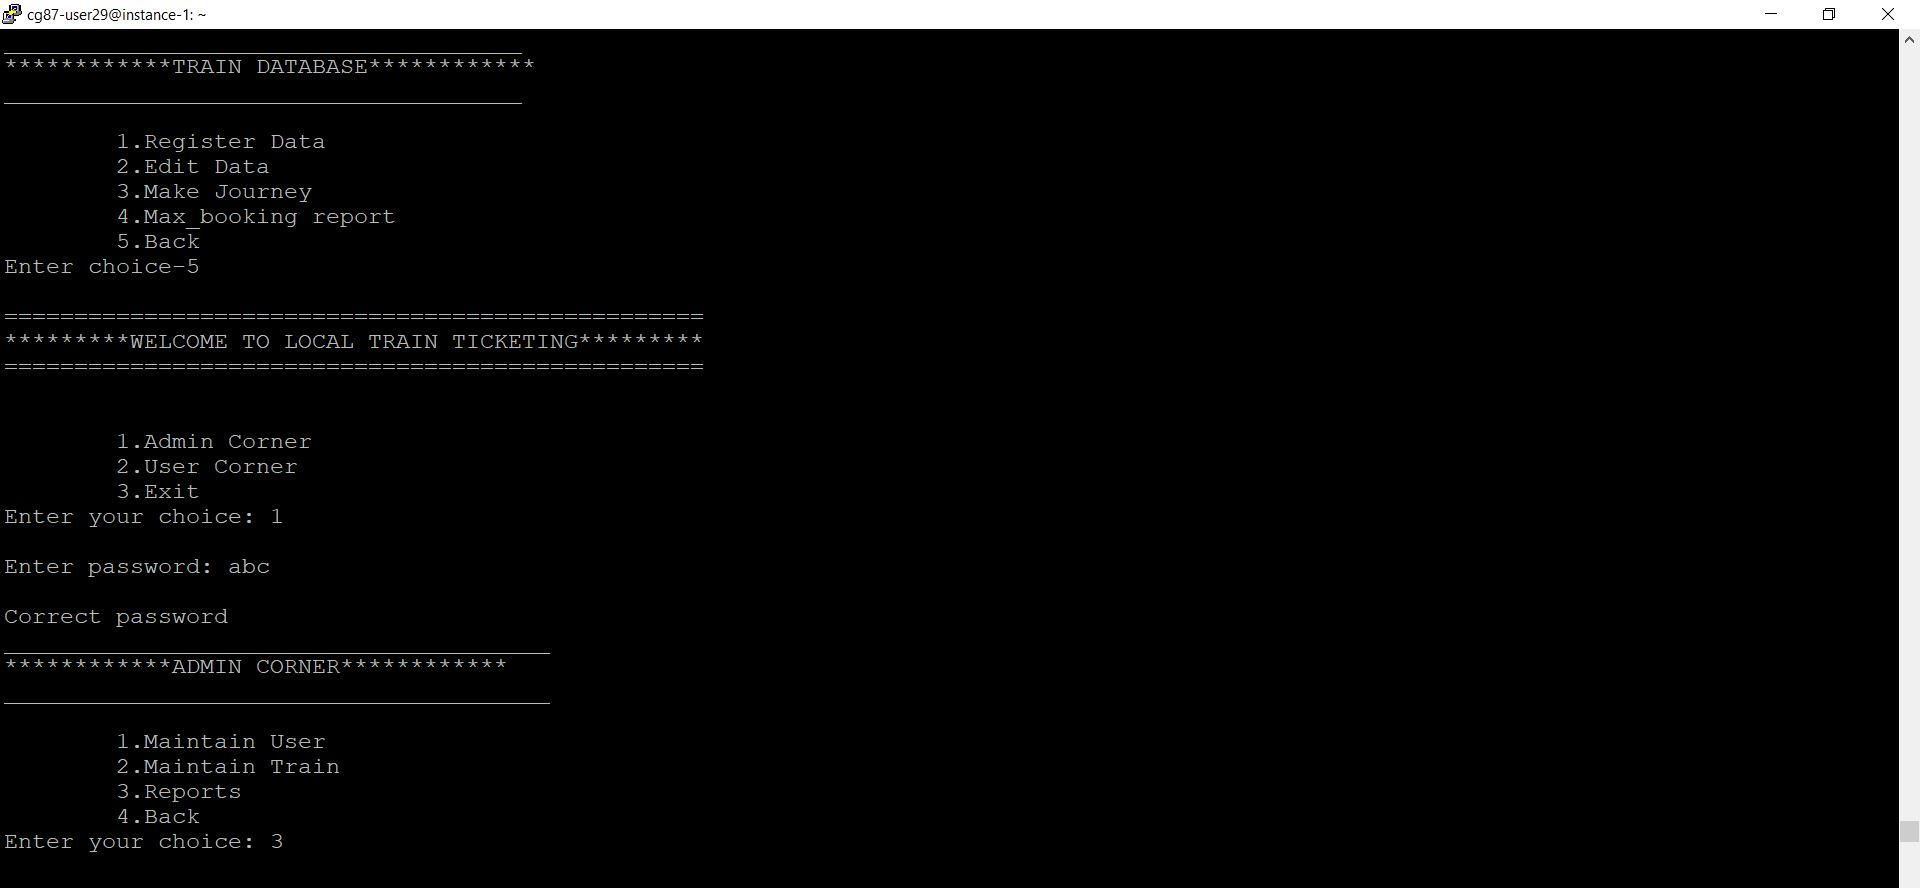 cg87-user29@instance-1: ~
************TRAIN DATABASE************
1.Register Data
2.Edit Data
3.Make Journey
4.Max_booking report
5.Back
Enter choice-5
==================================================
*********WELCOME TO LOCAL TRAIN TICKETING*********
==================================================
1.Admin Corner
2.User Corner
3.Exit
Enter your choice: 1
Enter password: abc
Correct password
************ADMIN CORNER************
1.Maintain User
2.Maintain Train
3.Reports
4.Back
Enter your choice: 3